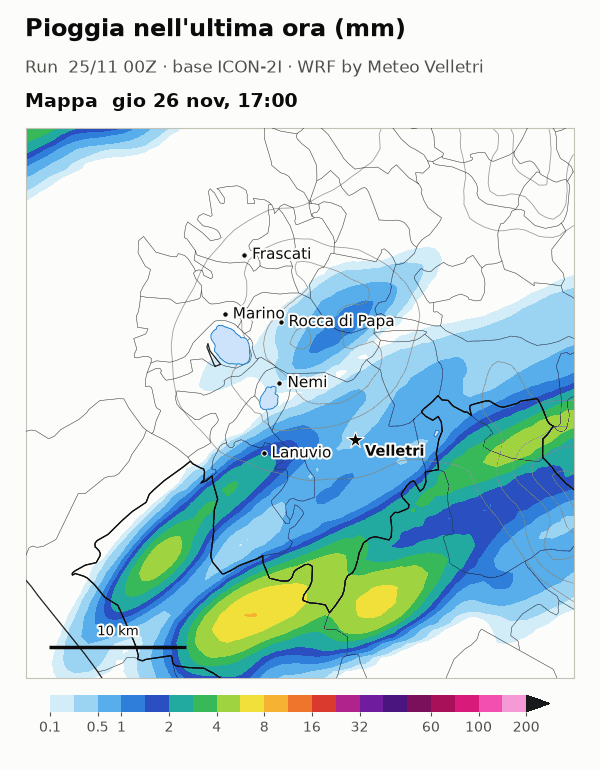 Pioggia nell'ultima ora (mm)
Run 25/11 00Z · base ICON-2I · WRF by Meteo Velletri
Mappa gio 26 nov, 17:00
Frascati
Marino
Rocca di Papa
Nemi
Velletri
Lanuvio
10 km
0.1 0.5 1 2 4 8 16 32 60 100 200